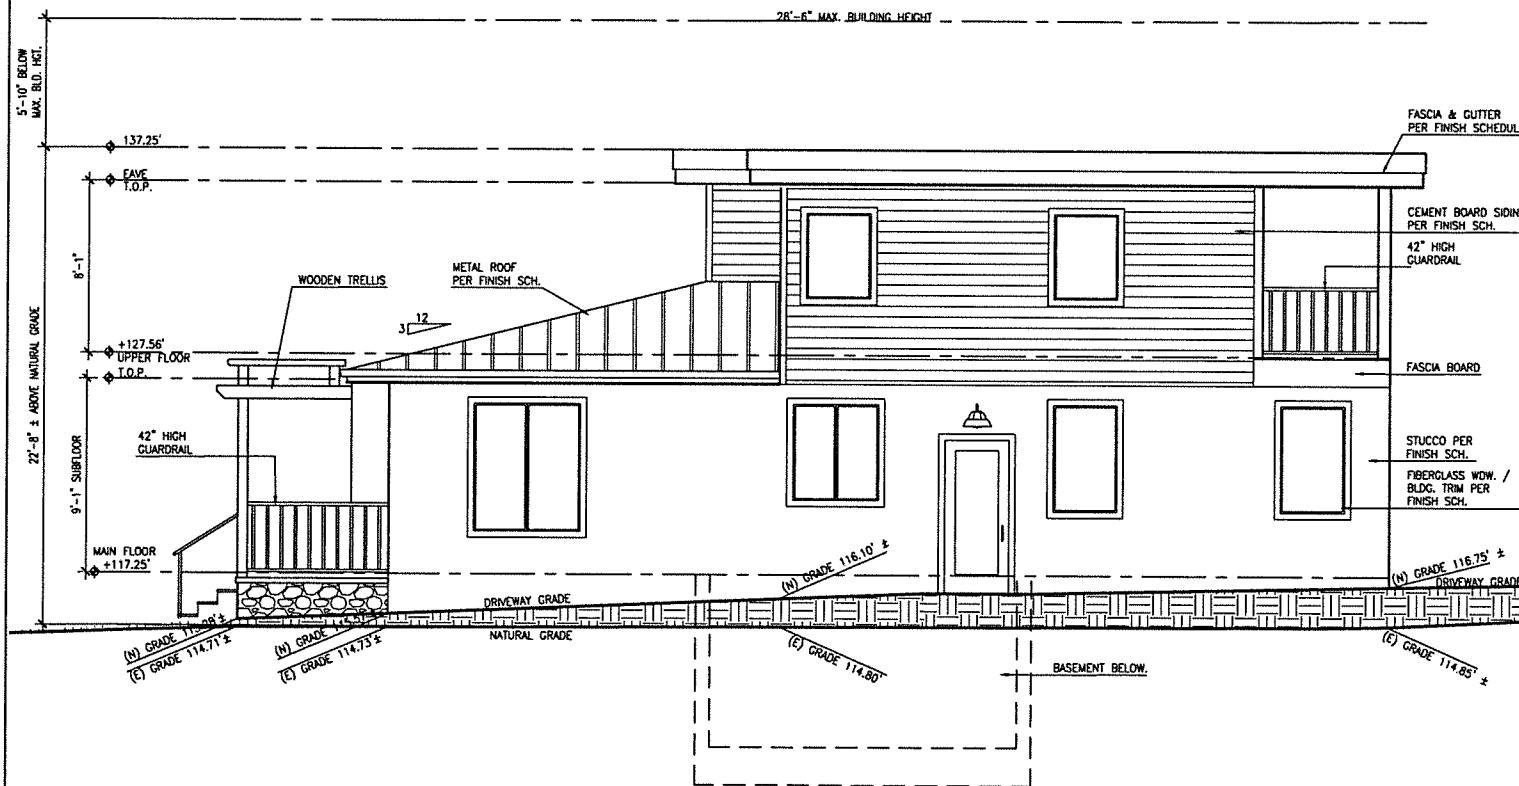 28'-6" MAX. BUILDING HEIGHT
5'-10" BELOW
MAX. BLD. HGT.
137.25'
EAVE
T.O.P.
8'-1"
22'-8" ± ABOVE NATURAL GRADE
WOODEN TRELLIS
METAL ROOF
PER FINISH SCH.
12
3
+127.56'
UPPER FLOOR
T.O.P.
9'-1" SUBFLOOR
42" HIGH
GUARDRAIL
MAIN FLOOR
+117.25'
FASCIA & GUTTER
PER FINISH SCHEDUL
CEMENT BOARD SIDIN
PER FINISH SCH.
42" HIGH
GUARDRAIL
FASCIA BOARD
STUCCO PER
FINISH SCH.
FIBERGLASS WDW. /
BLDG. TRIM PER
FINISH SCH.
(N) GRADE 116.10' ±
(N) GRADE 116.75' ±
DRIVEWAY GRADE
DRIVEWAY GRADE
NATURAL GRADE
(N) GRADE
(E) GRADE 114.71' ±
(N) GRADE
(E) GRADE 114.73' ±
(E) GRADE 114.80'
(E) GRADE 114.85' ±
BASEMENT BELOW.